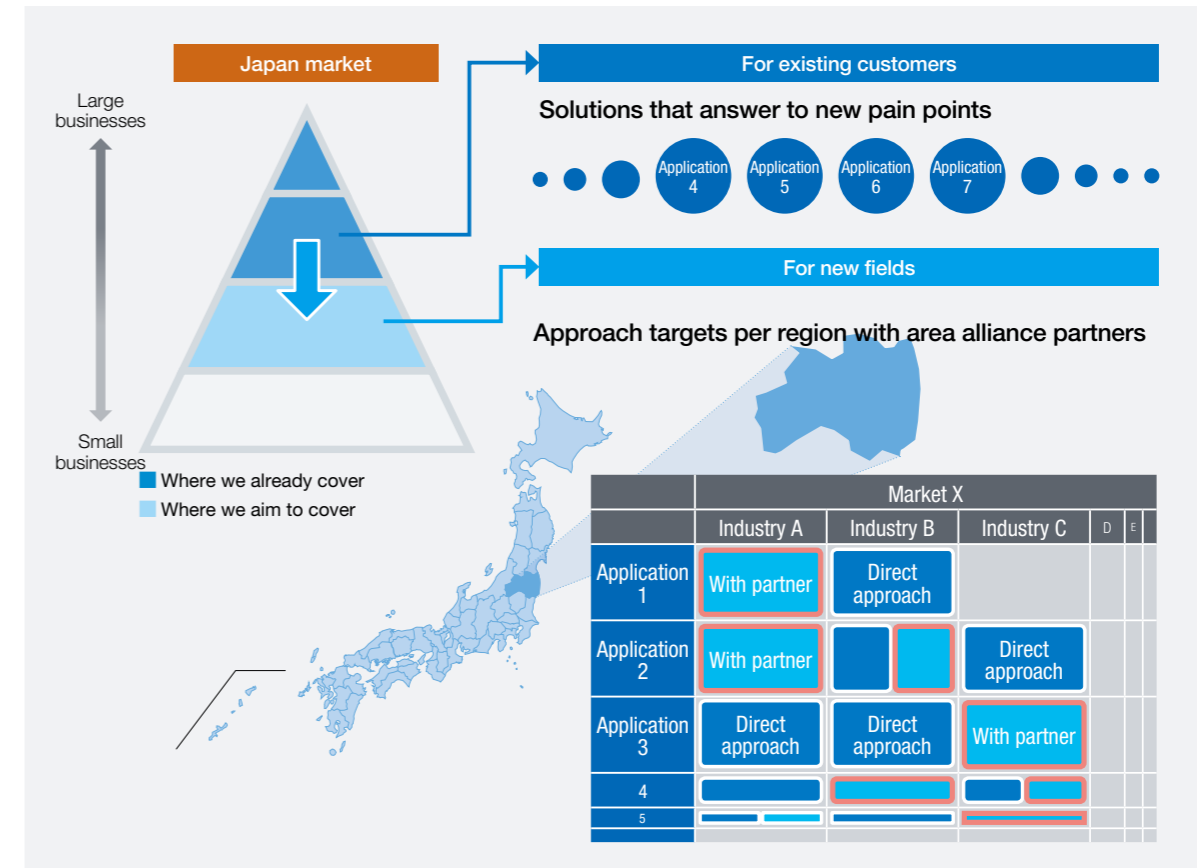 Japan market
Large
businesses
Small
businesses
Where we already cover
Where we aim to cover
For existing customers
Solutions that answer to new pain points
Application
4
Application
5
Application
6
Application
7
For new fields
Approach targets per region with area alliance partners
Market X
Industry A
Industry B
Industry C
D
E
Application
1
With partner
Direct
approach
Application
2
With partner
Direct
approach
Application
3
Direct
approach
Direct
approach
With partner
4
5